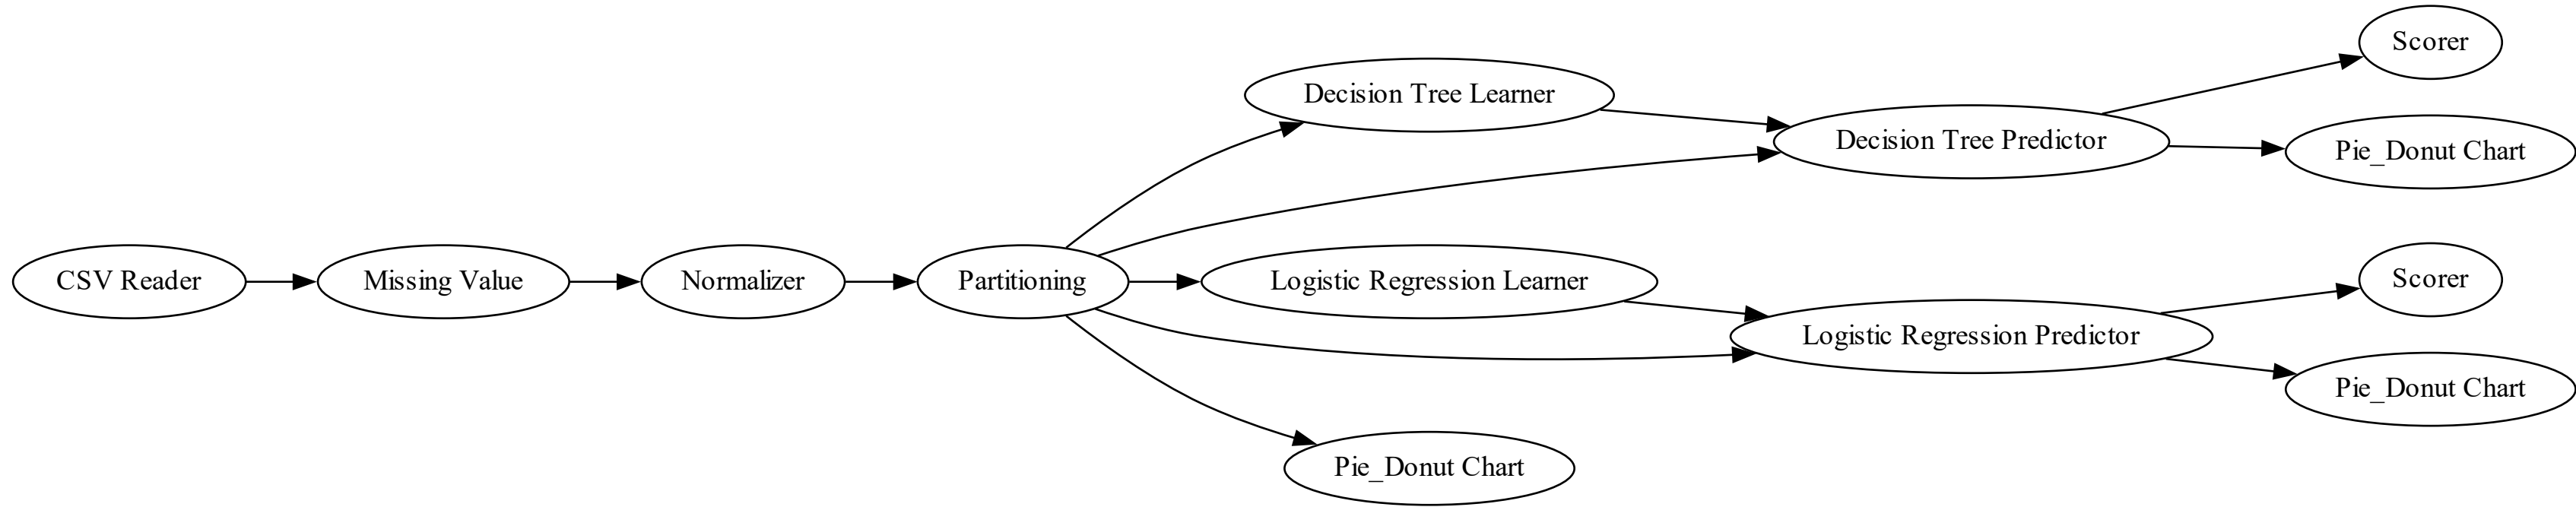 CSV Reader
Missing Value
Normalizer
Partitioning
Decision Tree Learner
Logistic Regression Learner
Pie_Donut Chart
Decision Tree Predictor
Logistic Regression Predictor
Scorer
Pie_Donut Chart
Scorer
Pie_Donut Chart